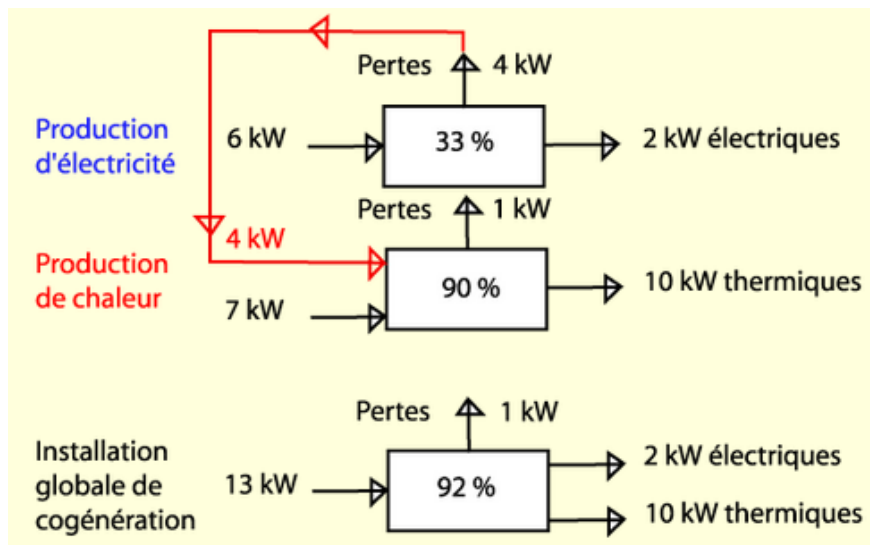 Pertes 4 kW
Production
d'électricité
6 kW
33 %
2 kW électriques
Pertes 1 kW
4 kW
Production
de chaleur
90 %
10 kW thermiques
7 kW
Pertes 1 kW
Installation
globale de
cogénération
13 kW
92 %
2 kW électriques
10 kW thermiques